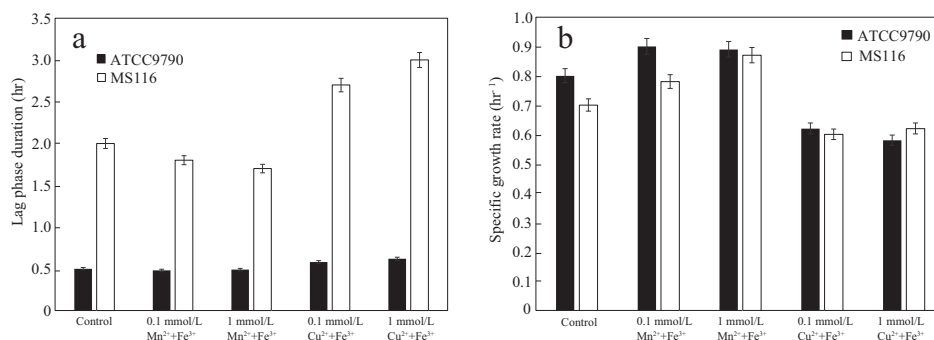 a
ATCC9790
MS116
Lag phase duration (hr)
3.5
3.0
2.5
2.0
1.5
1.0
0.5
0
Control
0.1 mmol/L
Mn²⁺+Fe³⁺
1 mmol/L
Mn²⁺+Fe³⁺
0.1 mmol/L
Cu²⁺+Fe³⁺
1 mmol/L
Cu²⁺+Fe³⁺
b
ATCC9790
MS116
Specific growth rate (hr⁻¹)
1.0
0.9
0.8
0.7
0.6
0.5
0.4
0.3
0.2
0.1
0
Control
0.1 mmol/L
Mn²⁺+Fe³⁺
1 mmol/L
Mn²⁺+Fe³⁺
0.1 mmol/L
Cu²⁺+Fe³⁺
1 mmol/L
Cu²⁺+Fe³⁺